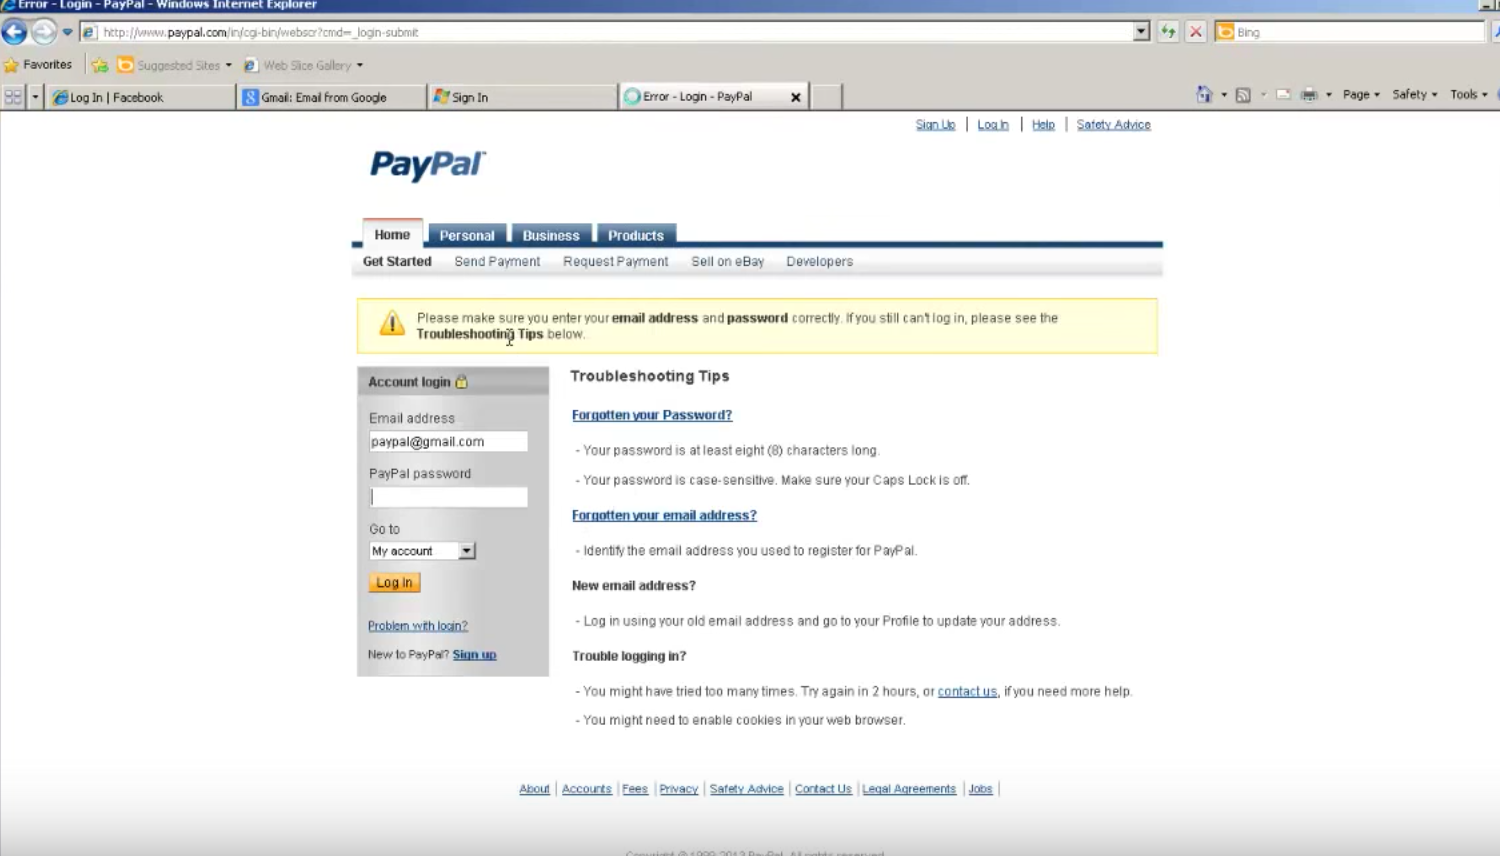 Error - Login - PayPal - Windows Internet Explorer
http://www.paypal.com/in/cgi-bin/webscr?cmd=_login-submit
Bing
Favorites
Suggested Sites
Web Slice Gallery
Log In | Facebook
Gmail: Email from Google
Sign In
Error - Login - PayPal
Page
Safety
Tools
Sign Up | Log In | Help | Safety Advice
PayPal
Home
Personal
Business
Products
Get Started
Send Payment
Request Payment
Sell on eBay
Developers
Please make sure you enter your email address and password correctly. If you still can't log in, please see the
Troubleshooting Tips below.
Account login
Email address
paypal@gmail.com
PayPal password
Go to
My account
Log In
Problem with login?
New to PayPal? Sign up
Troubleshooting Tips
Forgotten your Password?
- Your password is at least eight (8) characters long.
- Your password is case-sensitive. Make sure your Caps Lock is off.
Forgotten your email address?
- Identify the email address you used to register for PayPal.
New email address?
- Log in using your old email address and go to your Profile to update your address.
Trouble logging in?
- You might have tried too many times. Try again in 2 hours, or contact us, if you need more help.
- You might need to enable cookies in your web browser.
About | Accounts | Fees | Privacy | Safety Advice | Contact Us | Legal Agreements | Jobs |
Copyright © 1999-2013 PayPal. All rights reserved.